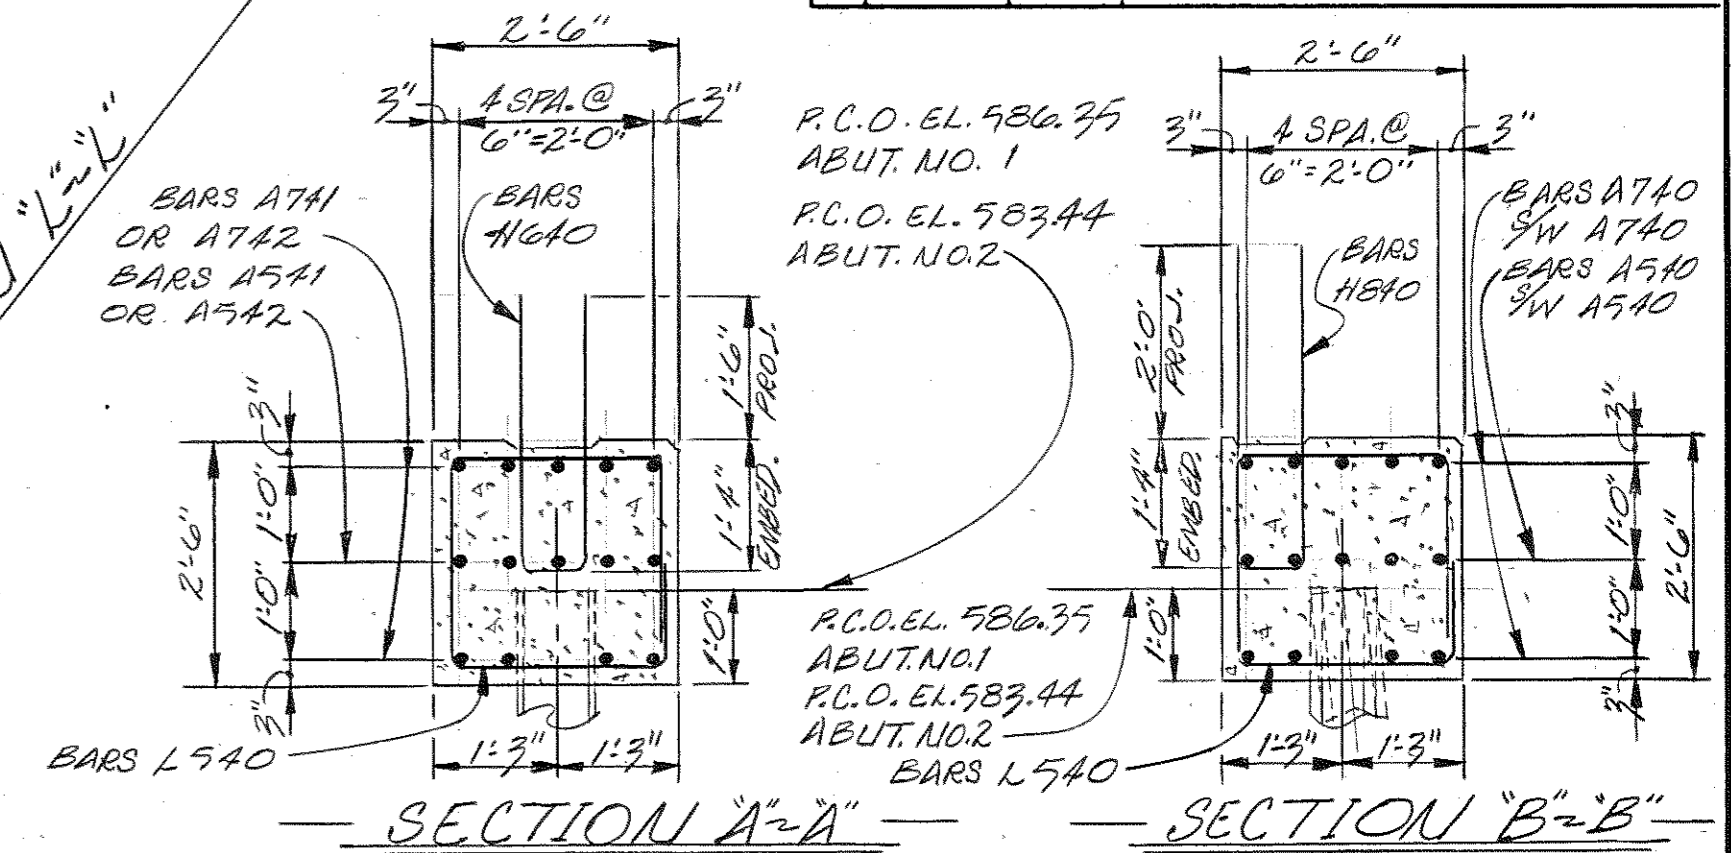 "K"~"K"
2'-6"
3"
4 SPA. @
6"=2'-0"
3"
BARS A741
OR A742
BARS A541
OR A542
BARS
H640
1'-6"
PROJ.
1'-4"
EMBED.
3"
1'-0"
1'-0"
3"
2'-6"
1'-0"
BARS L540
1'-3"
1'-3"
SECTION "A"~"A"
P.C.O. EL. 586.35
ABUT. NO. 1
P.C.O. EL. 583.44
ABUT. NO. 2
P.C.O. EL. 586.35
ABUT. NO. 1
P.C.O. EL. 583.44
ABUT. NO. 2
2'-6"
3"
4 SPA. @
6"=2'-0"
3"
BARS A740
S/W A740
BARS A540
S/W A540
BARS
H840
2'-0"
PROJ.
1'-4"
EMBED.
1'-0"
3"
1'-0"
1'-0"
3"
2'-6"
BARS L540
1'-3"
1'-3"
SECTION "B"~"B"